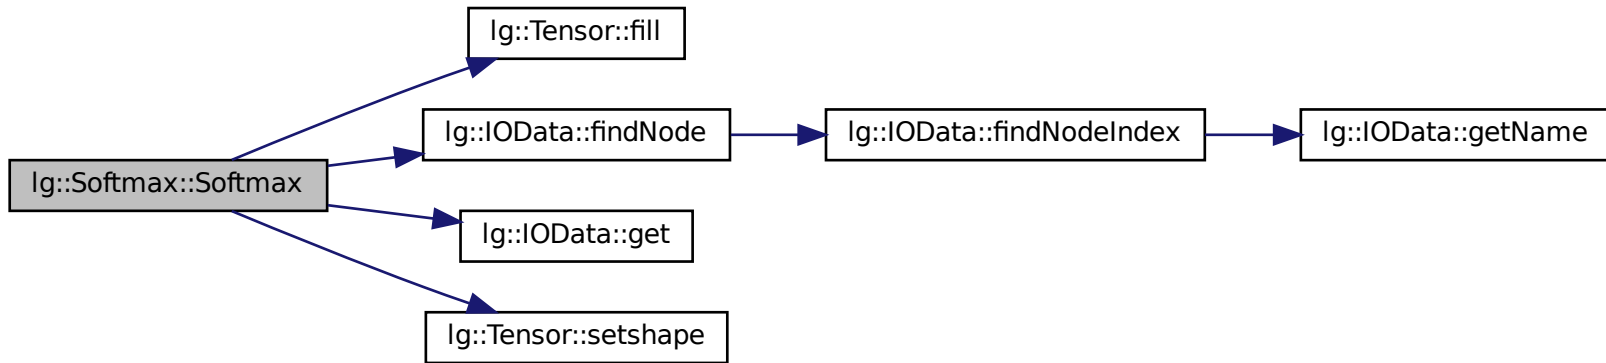 lg::Tensor::fill
lg::IOData::findNode
lg::IOData::findNodeIndex
lg::IOData::getName
lg::Softmax::Softmax
lg::IOData::get
lg::Tensor::setshape